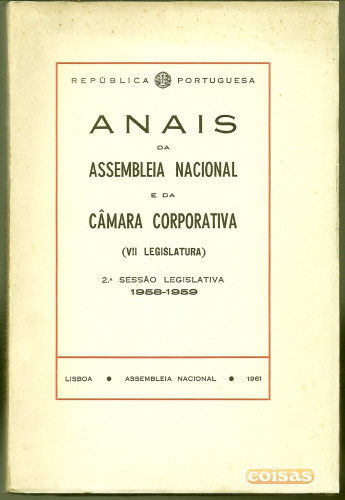 REPÚBLICA PORTUGUESA
ANAIS
DA
ASSEMBLEIA NACIONAL
E DA
CÂMARA CORPORATIVA
(VII LEGISLATURA)
2.ª SESSÃO LEGISLATIVA
1958-1959
LISBOA • ASSEMBLEIA NACIONAL • 1961
coisas